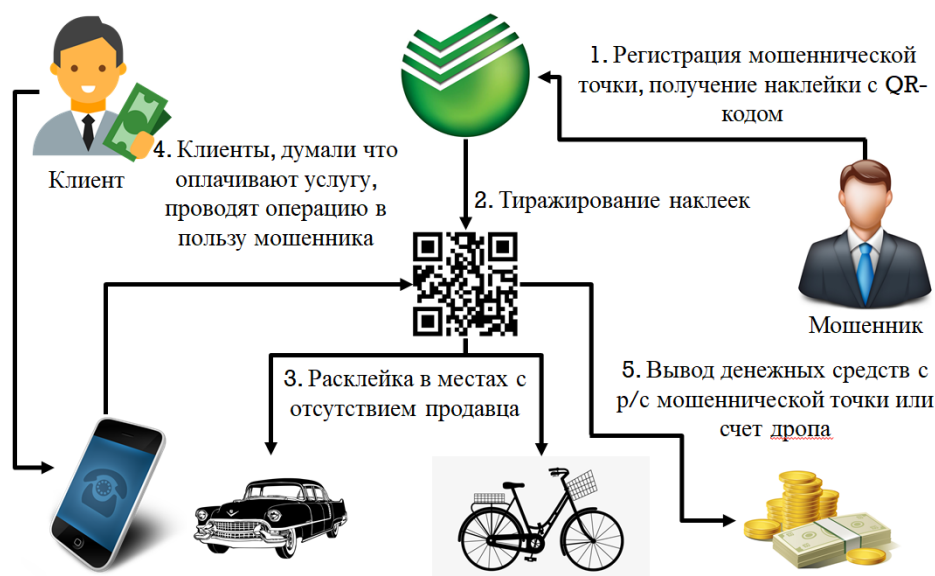 1. Регистрация мошеннической
точки, получение наклейки с QR-
кодом
Клиент
4. Клиенты, думали что
оплачивают услугу,
проводят операцию в
пользу мошенника
2. Тиражирование наклеек
Мошенник
3. Расклейка в местах с
отсутствием продавца
5. Вывод денежных средств с
р/с мошеннической точки или
счет дропа